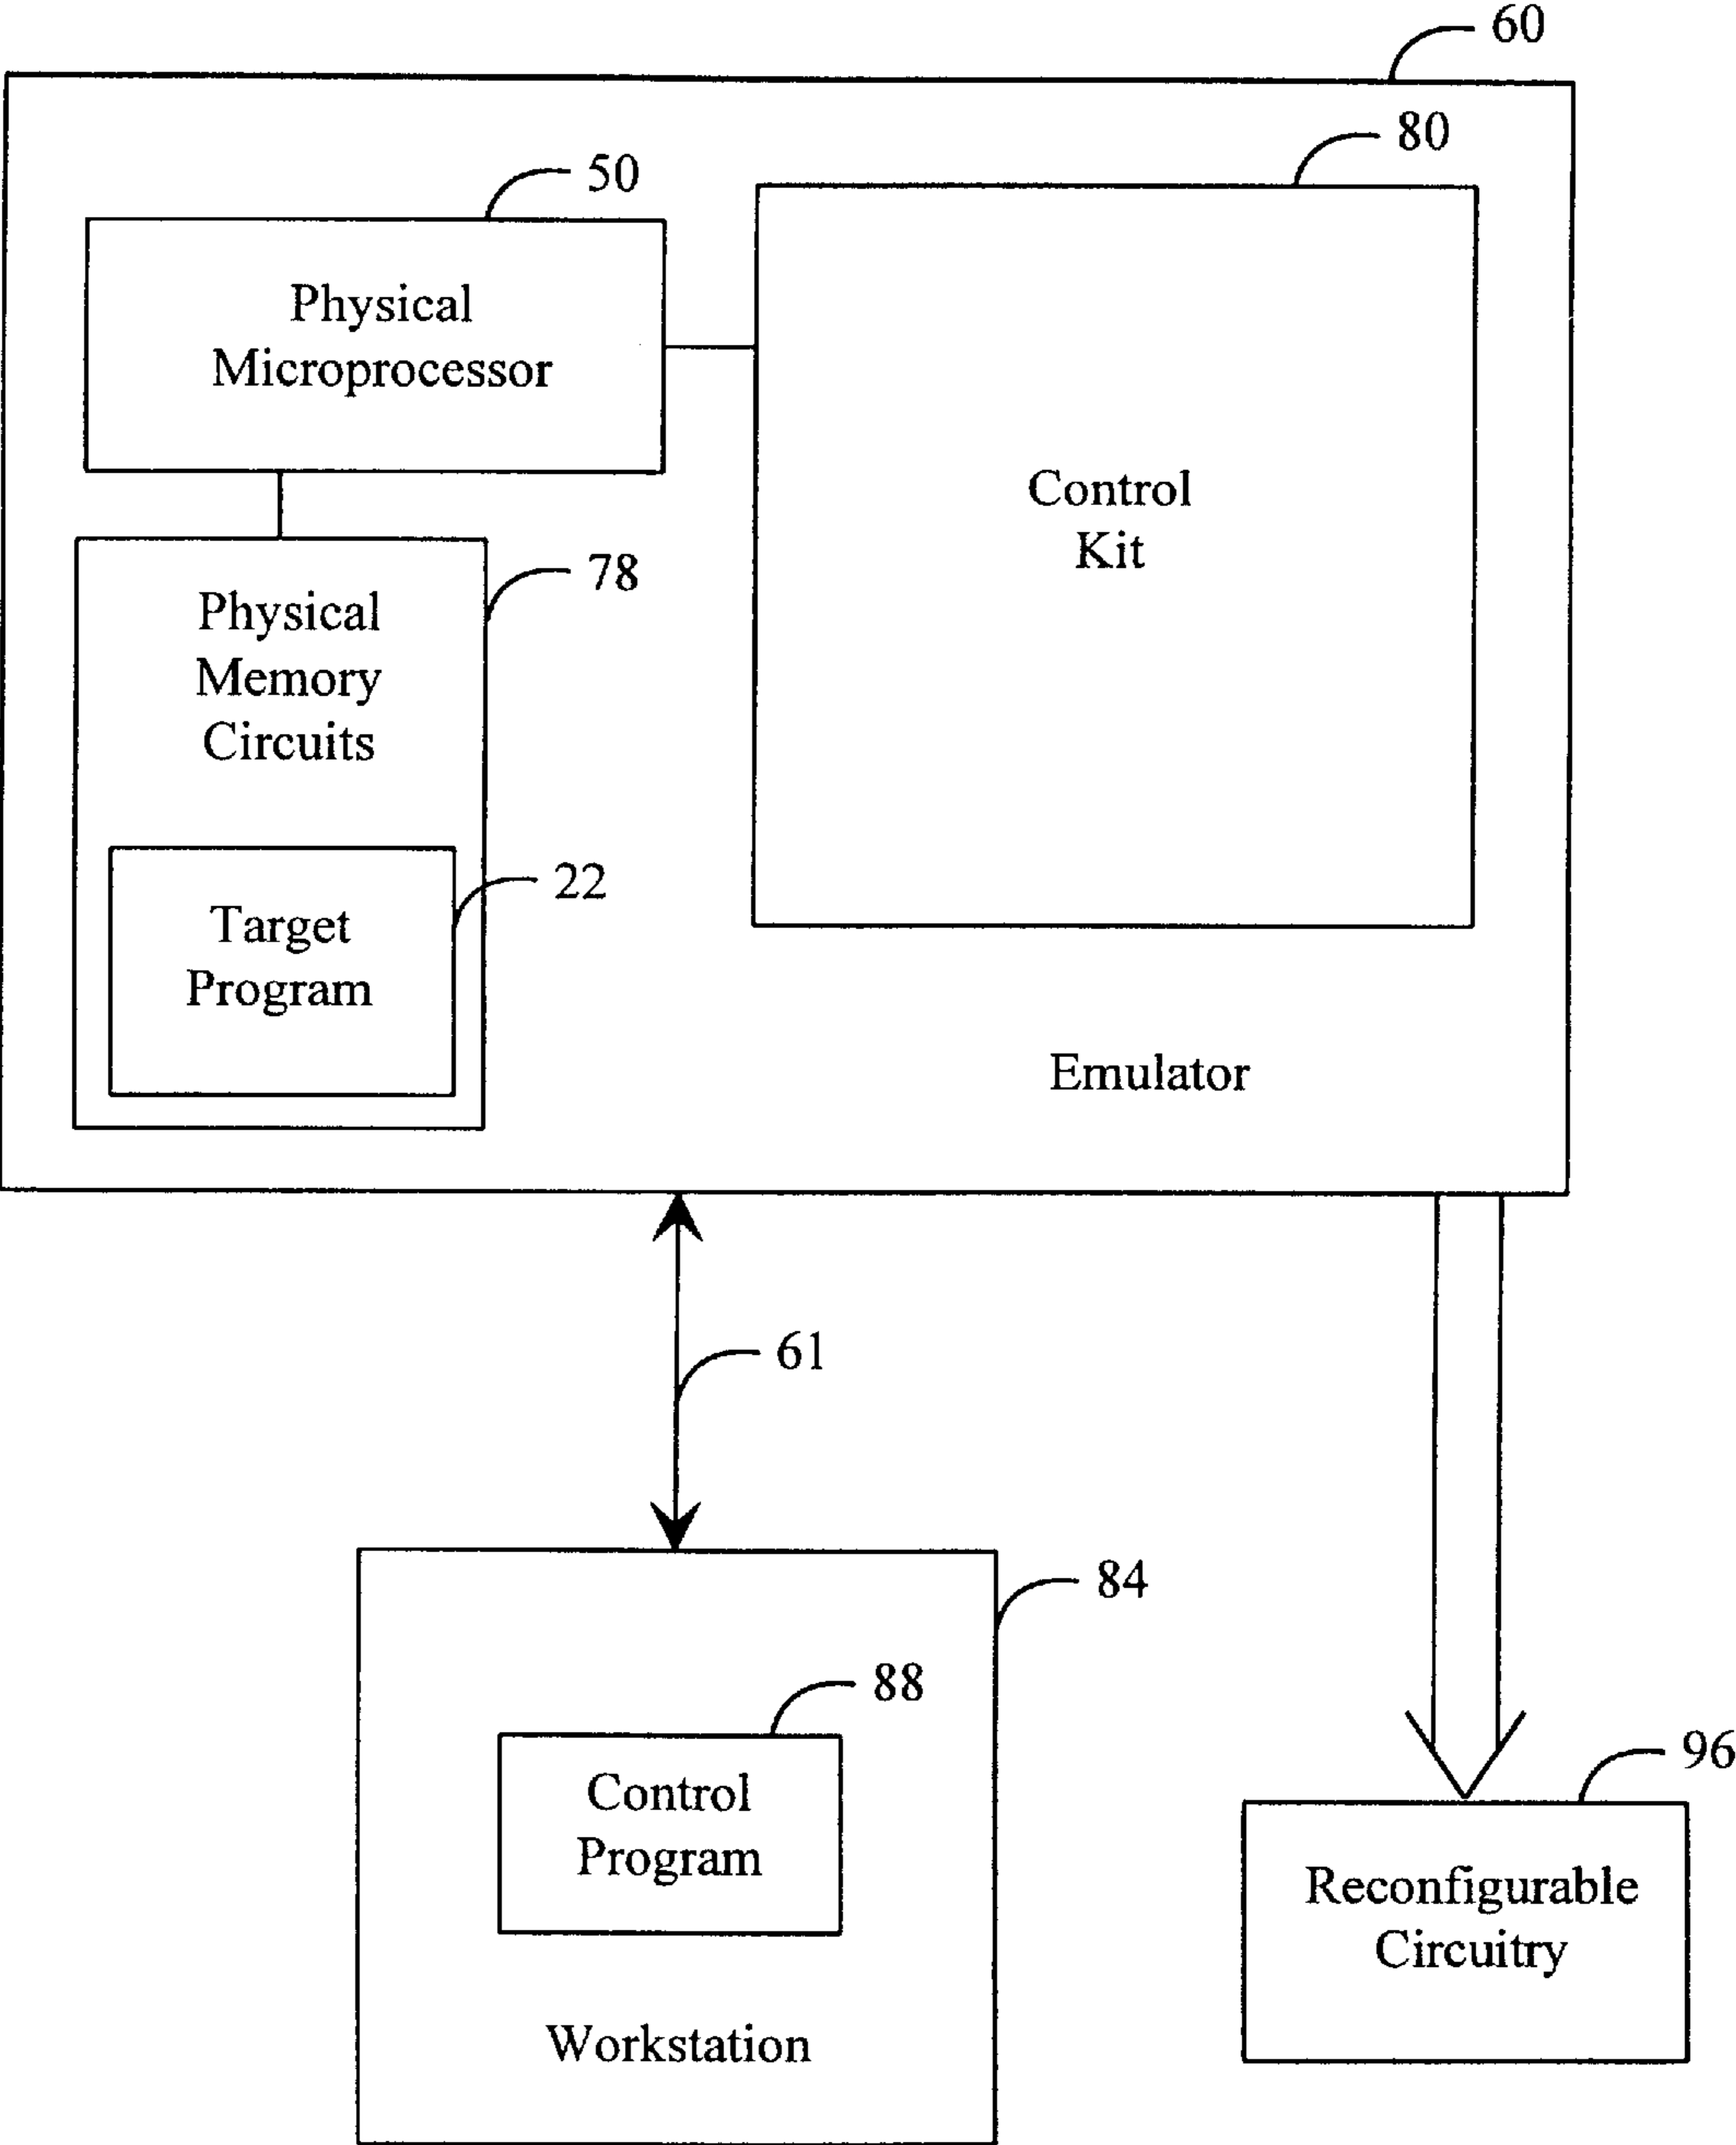 60
80
50
Physical
Microprocessor
Control
Kit
78
Physical
Memory
Circuits
22
Target
Program
Emulator
61
84
88
Control
Program
96
Reconfigurable
Circuitry
Workstation